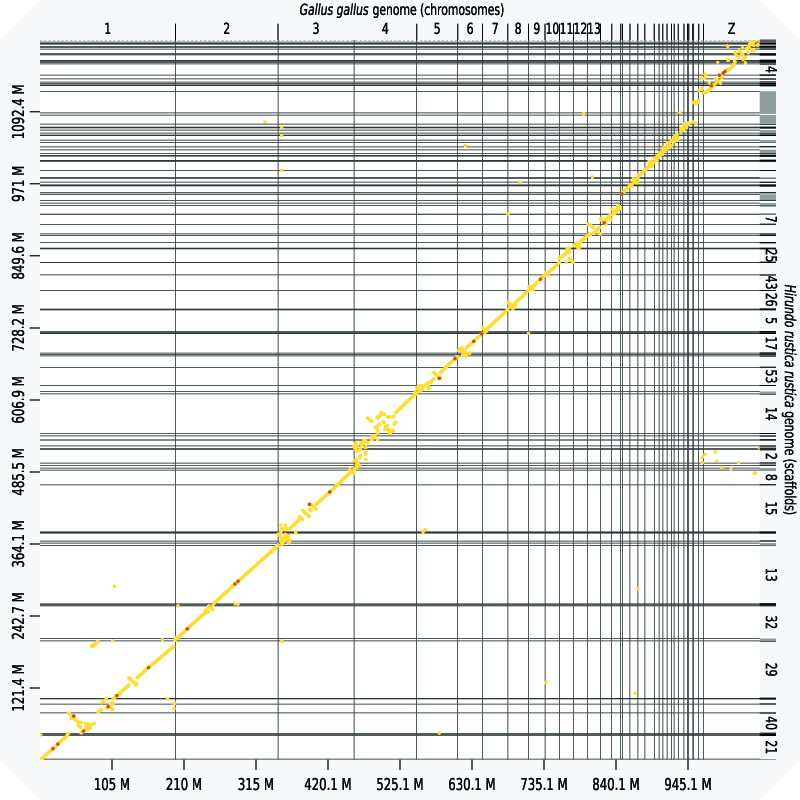 Gallus gallus genome (chromosomes)
1 2 3 4 5 6 7 8 9 10 11 12 13 Z
1092.4 M
971 M
849.6 M
728.2 M
606.9 M
485.5 M
364.1 M
242.7 M
121.4 M
4
7
25
43
26
5
17
53
14
2
8
15
13
32
29
40
21
Hirundo rustica rustica genome (scaffolds)
105 M 210 M 315 M 420.1 M 525.1 M 630.1 M 735.1 M 840.1 M 945.1 M